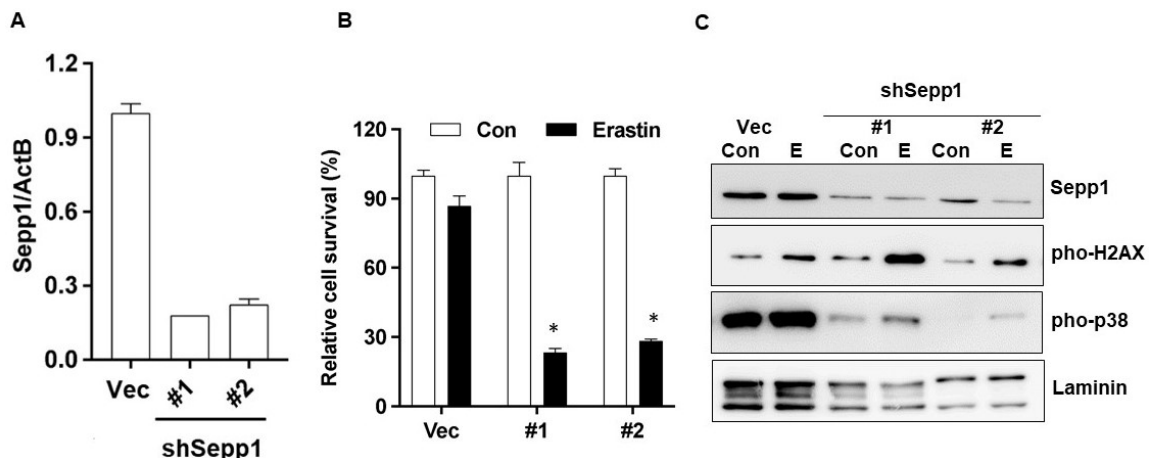 A
Sepp1/ActB
1.2
0.9
0.6
0.3
0.0
Vec
#1
#2
shSepp1
B
Con
Erastin
Relative cell survival (%)
120
90
60
30
0
*
*
Vec
#1
#2
C
shSepp1
Vec
#1
#2
Con
E
Con
E
Con
E
Sepp1
pho-H2AX
pho-p38
Laminin